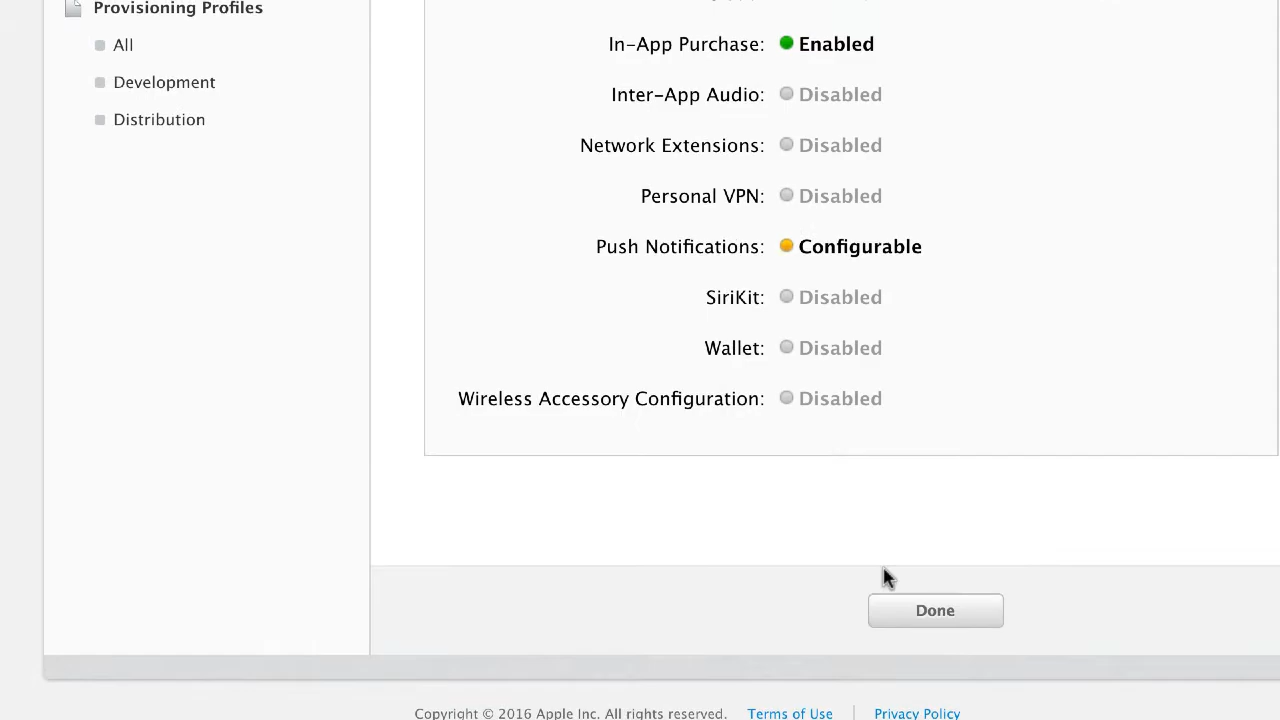 Provisioning Profiles
All
Development
Distribution
In-App Purchase: Enabled
Inter-App Audio: Disabled
Network Extensions: Disabled
Personal VPN: Disabled
Push Notifications: Configurable
SiriKit: Disabled
Wallet: Disabled
Wireless Accessory Configuration: Disabled
Done
Copyright © 2016 Apple Inc. All rights reserved. Terms of Use Privacy Policy